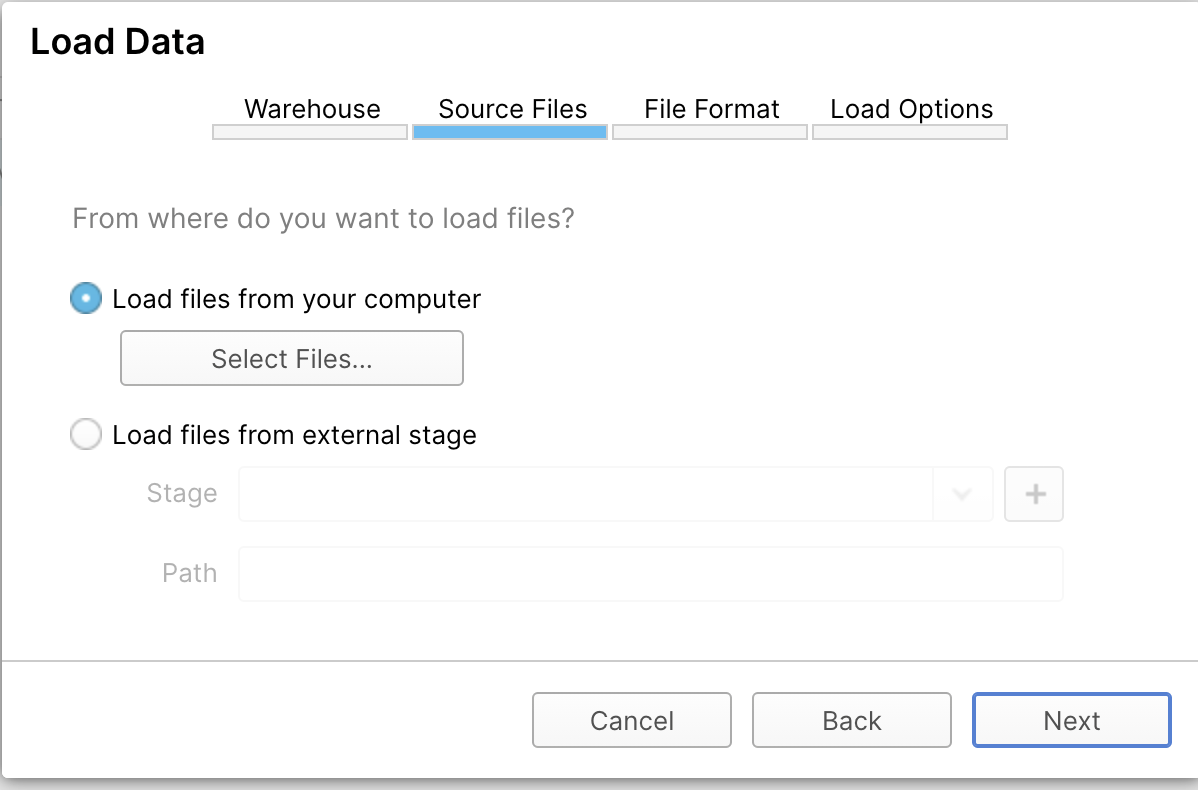 Load Data
Warehouse Source Files File Format Load Options
From where do you want to load files?
Load files from your computer
Select Files...
Load files from external stage
Stage
Path
Cancel Back Next